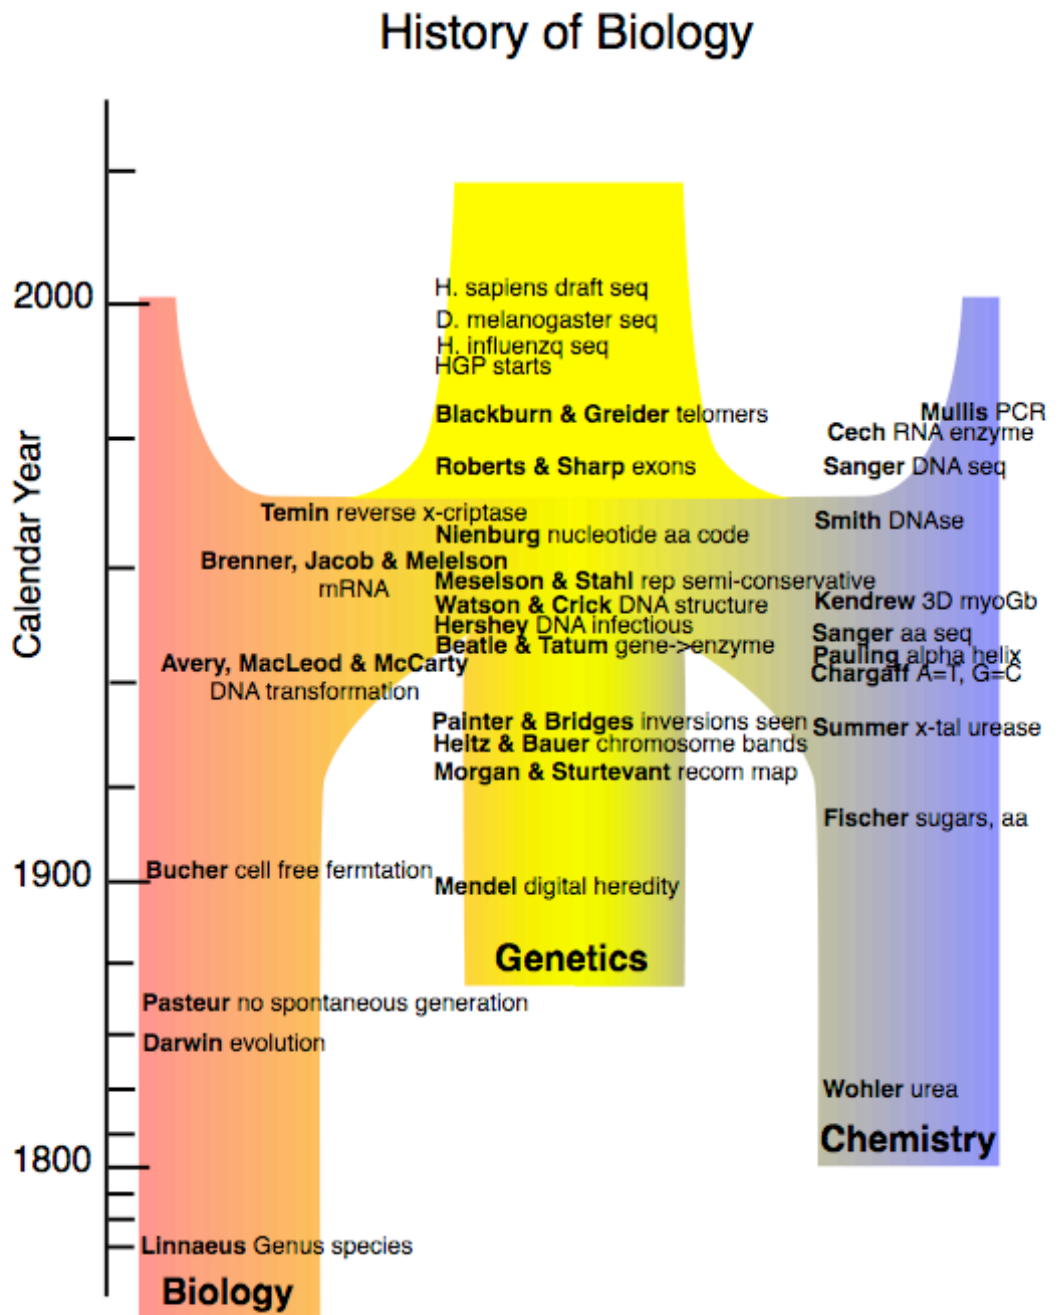 History of Biology
Calendar Year
2000
1900
1800
H. sapiens draft seq
D. melanogaster seq
H. influenzq seq
HGP starts
Blackburn & Greider telomers
Mullis PCR
Cech RNA enzyme
Roberts & Sharp exons
Sanger DNA seq
Temin reverse x-criptase
Smith DNAse
Nienburg nucleotide aa code
Brenner, Jacob & Melelson
mRNA
Meselson & Stahl rep semi-conservative
Watson & Crick DNA structure
Kendrew 3D myoGb
Hershey DNA infectious
Sanger aa seq
Beatle & Tatum gene->enzyme
Pauling alpha helix
Avery, MacLeod & McCarty
DNA transformation
Chargaff A=T, G=C
Painter & Bridges inversions seen
Summer x-tal urease
Heitz & Bauer chromosome bands
Morgan & Sturtevant recom map
Fischer sugars, aa
Bucher cell free fermtation
Mendel digital heredity
Genetics
Pasteur no spontaneous generation
Darwin evolution
Wohler urea
Chemistry
Linnaeus Genus species
Biology